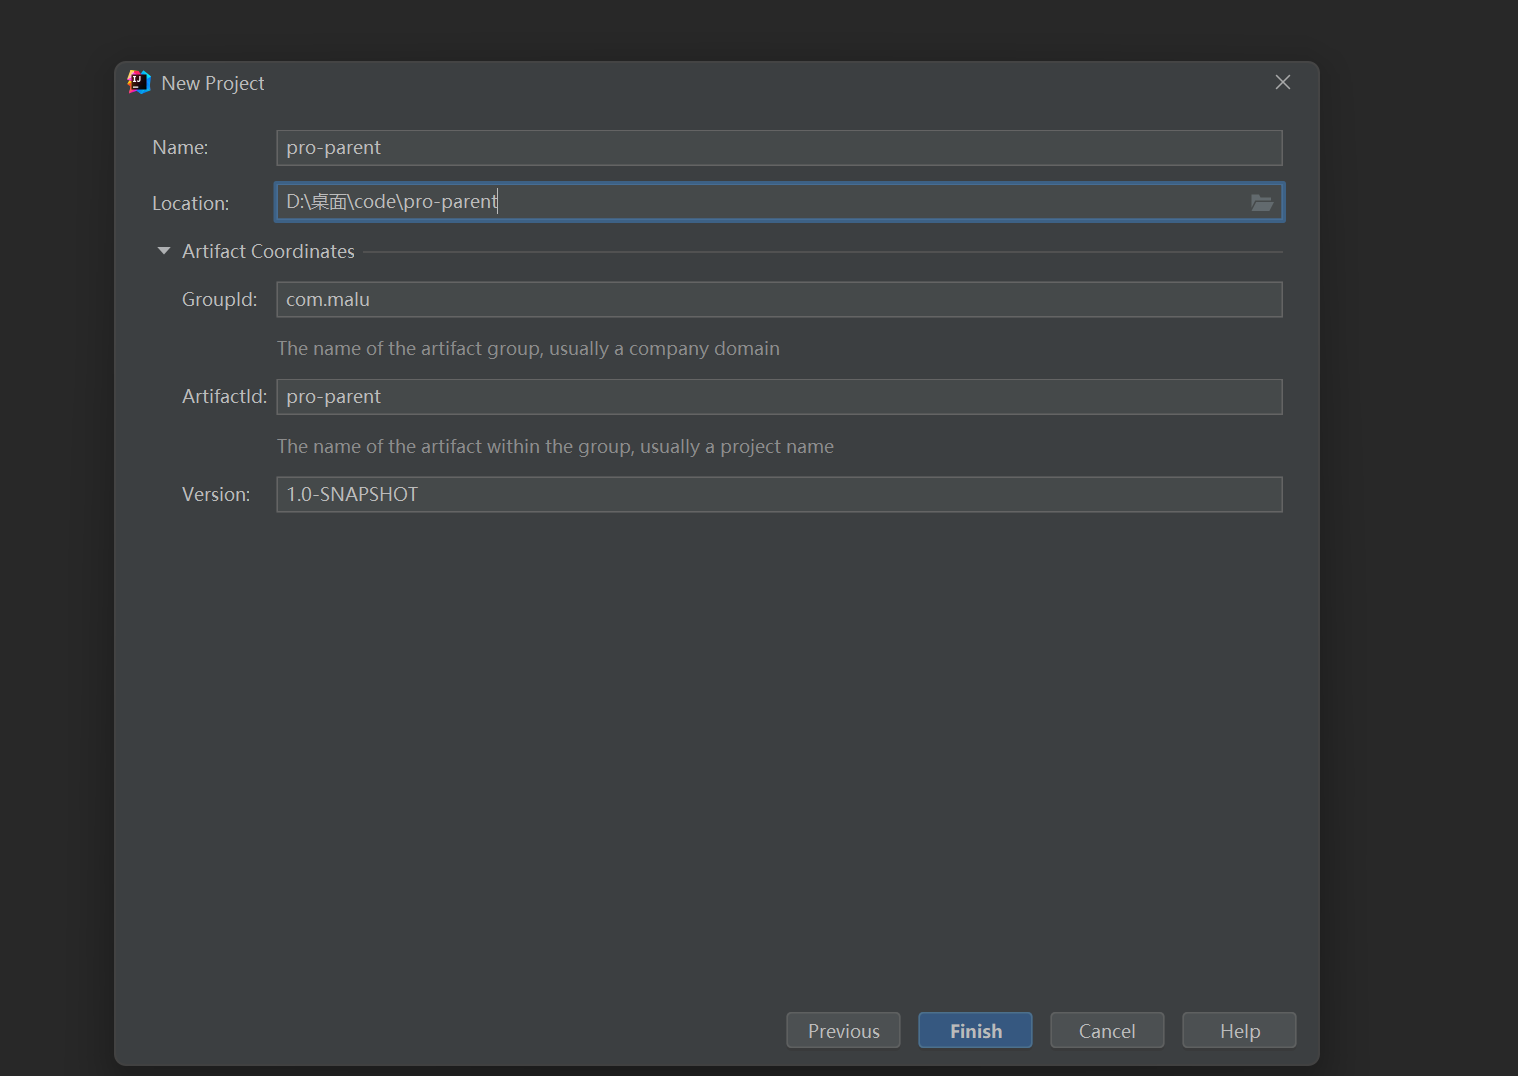 New Project
Name: pro-parent
Location: D:\桌面\code\pro-parent
Artifact Coordinates
GroupId: com.malu
The name of the artifact group, usually a company domain
ArtifactId: pro-parent
The name of the artifact within the group, usually a project name
Version: 1.0-SNAPSHOT
Previous Finish Cancel Help